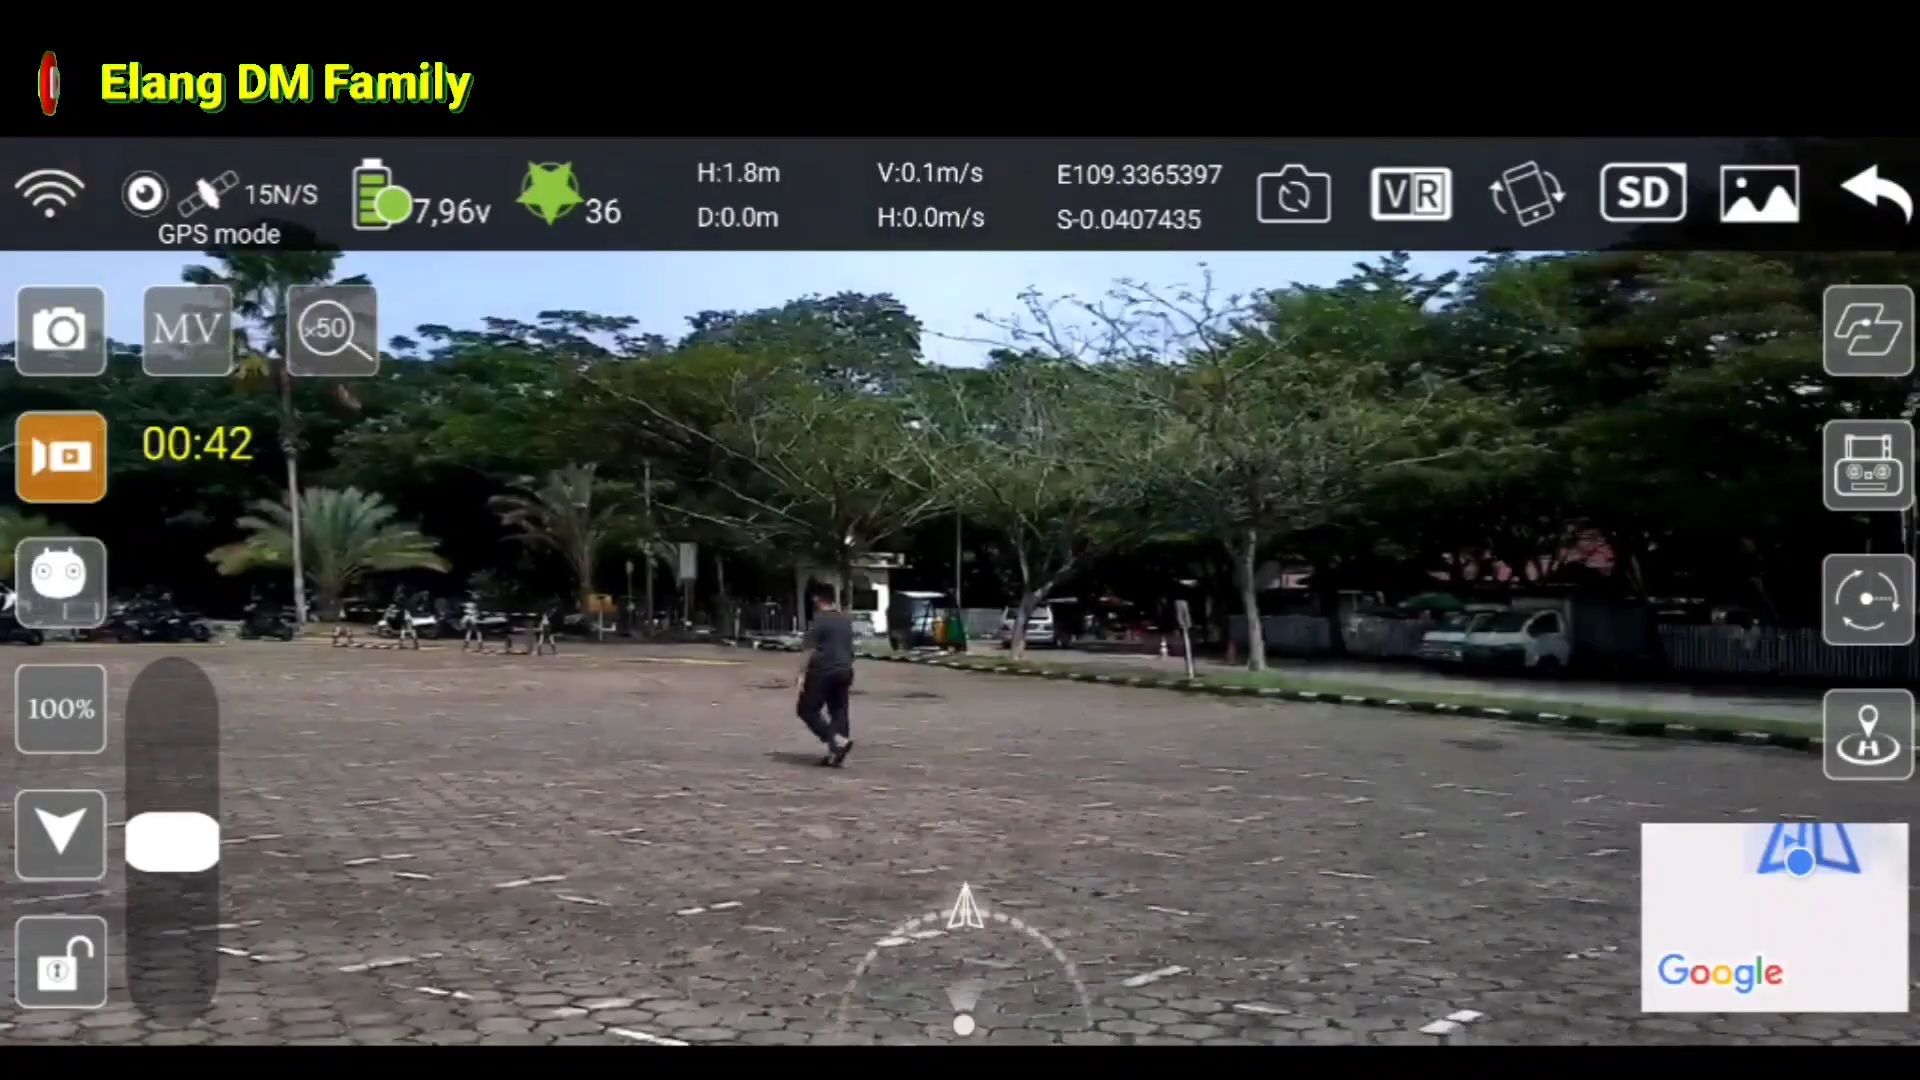 Elang DM Family
15N/S
GPS mode
7,96v
36
H:1.8m
D:0.0m
V:0.1m/s
H:0.0m/s
E109.3365397
S-0.0407435
VR
SD
MV
x50
00:42
100%
H
Google